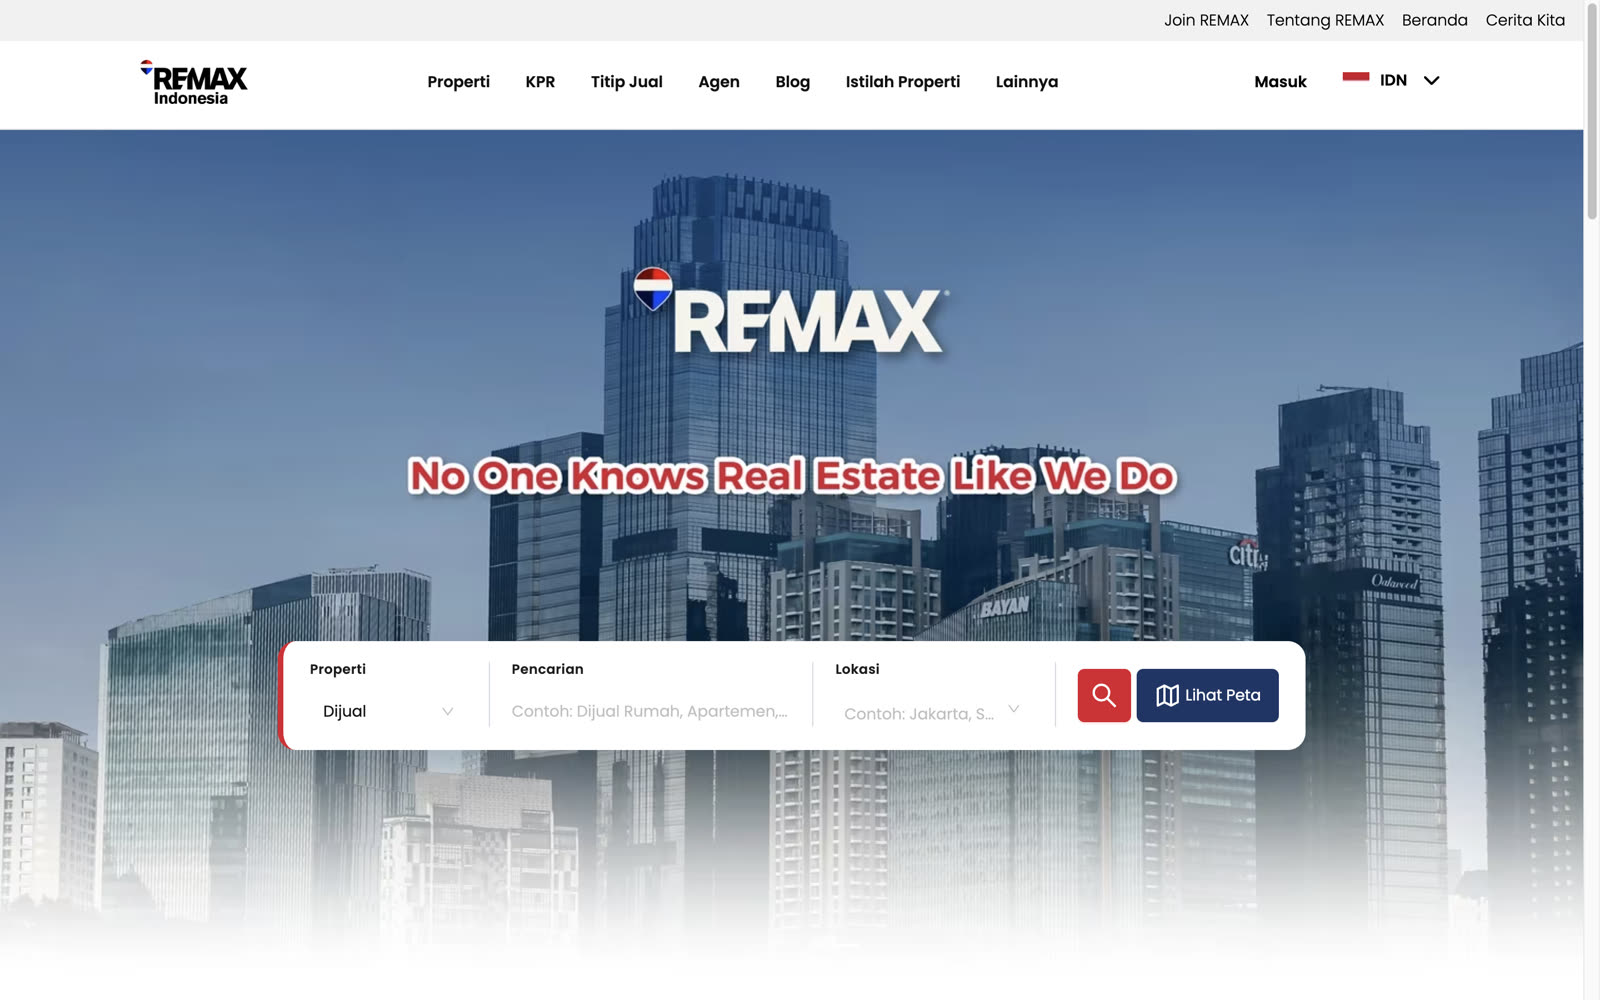 Join REMAX Tentang REMAX Beranda Cerita Kita
REMAX
Indonesia
Properti KPR Titip Jual Agen Blog Istilah Properti Lainnya Masuk IDN
REMAX
No One Knows Real Estate Like We Do
citi
Oakwood
BAYAN
Properti Pencarian Lokasi
Dijual Contoh: Dijual Rumah, Apartemen,... Contoh: Jakarta, S... Lihat Peta